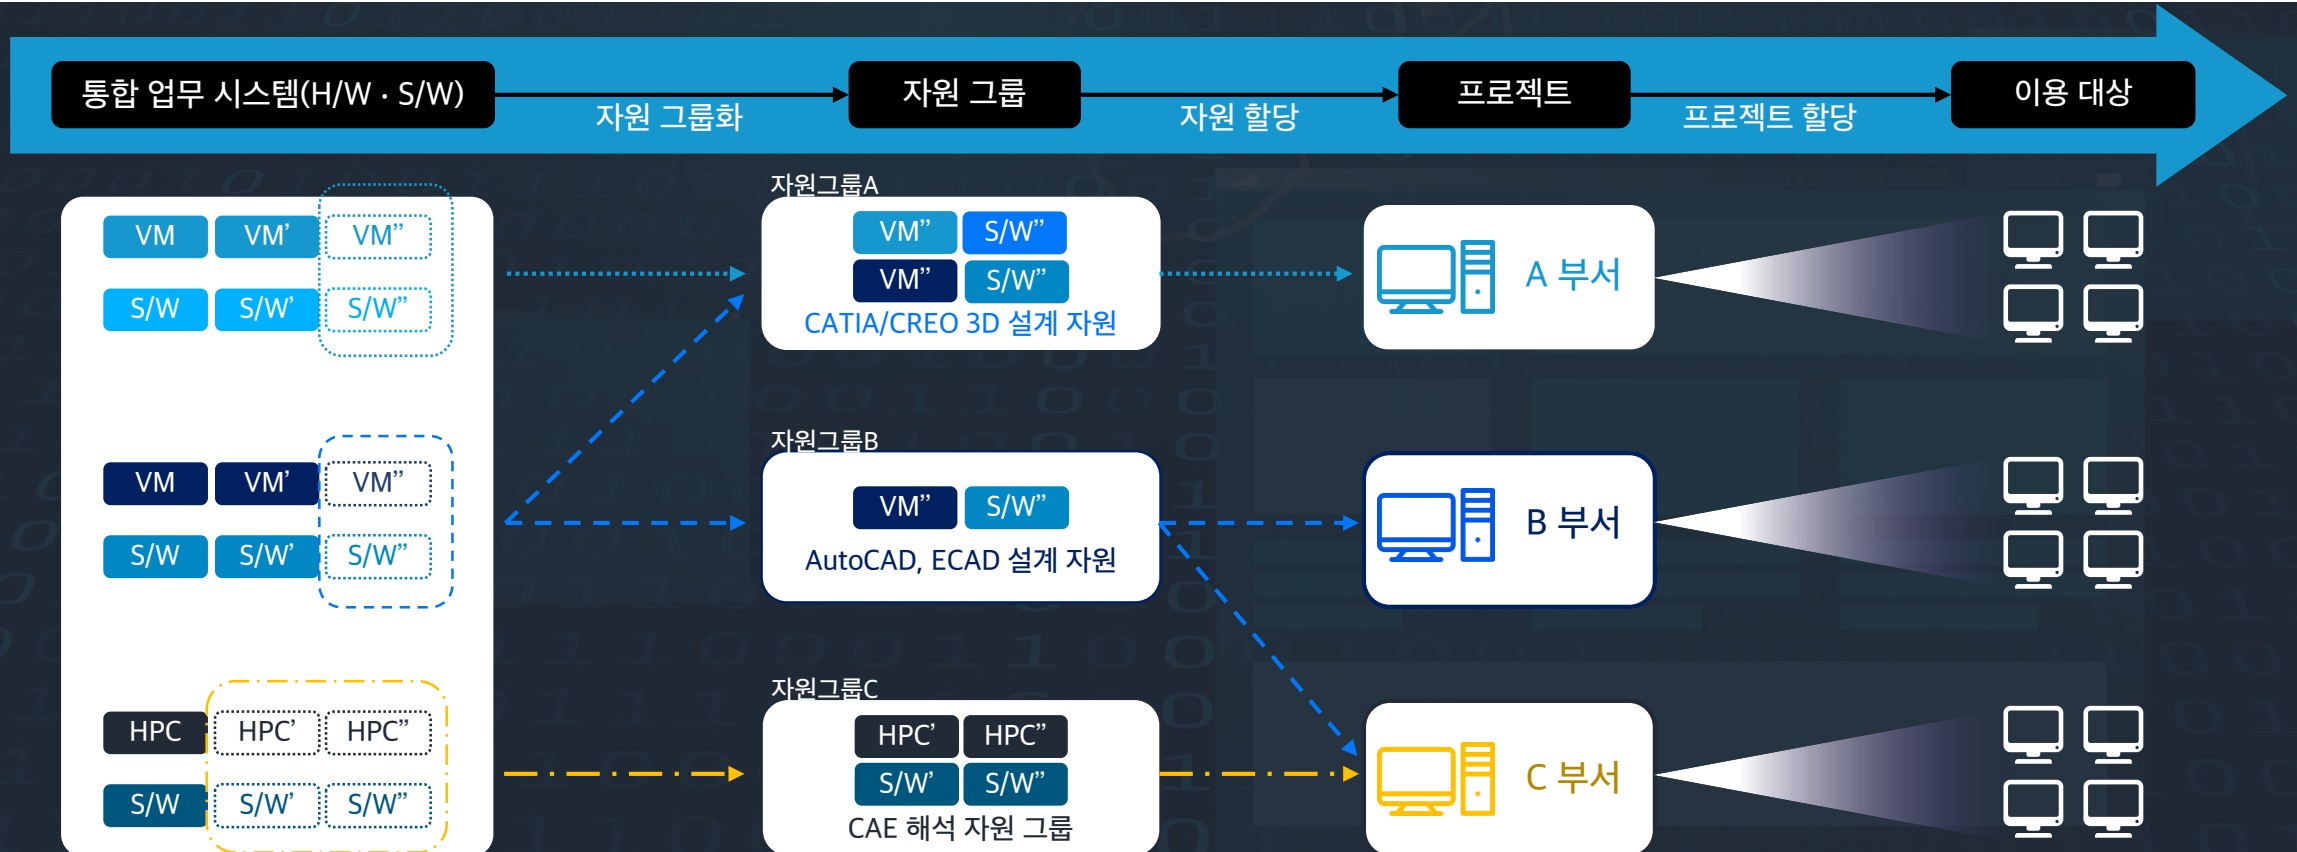 통합 업무 시스템(H/W · S/W)
자원 그룹화
자원 그룹
자원 할당
프로젝트
프로젝트 할당
이용 대상
VM VM’ VM”
S/W S/W’ S/W”
VM VM’ VM”
S/W S/W’ S/W”
HPC HPC’ HPC”
S/W S/W’ S/W”
자원그룹A
VM” S/W”
VM” S/W”
CATIA/CREO 3D 설계 자원
자원그룹B
VM” S/W”
AutoCAD, ECAD 설계 자원
자원그룹C
HPC’ HPC”
S/W’ S/W”
CAE 해석 자원 그룹
A 부서
B 부서
C 부서